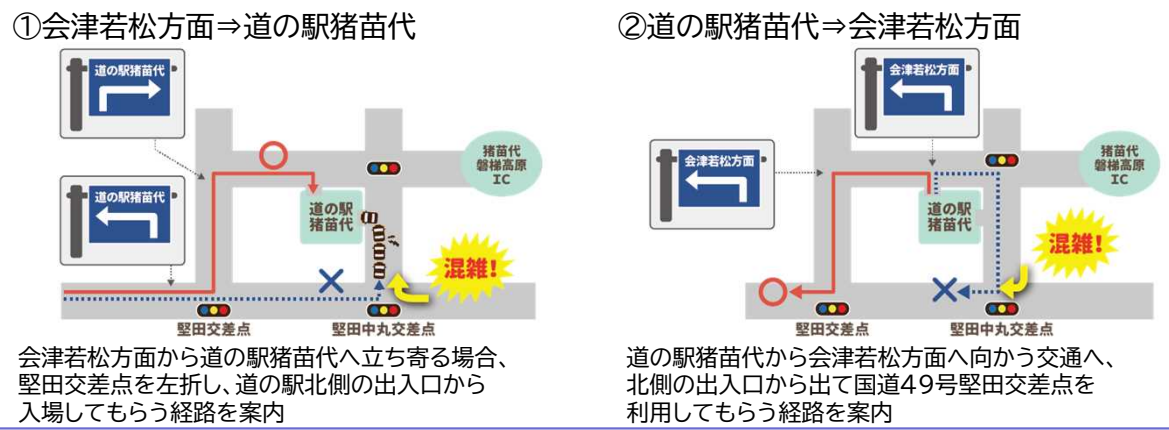 ①会津若松方面⇒道の駅猪苗代
道の駅猪苗代
道の駅猪苗代
猪苗代
磐梯高原
IC
道の駅
猪苗代
混雑!
堅田交差点
堅田中丸交差点
会津若松方面から道の駅猪苗代へ立ち寄る場合、
堅田交差点を左折し、道の駅北側の出入口から
入場してもらう経路を案内
②道の駅猪苗代⇒会津若松方面
会津若松方面
会津若松方面
猪苗代
磐梯高原
IC
道の駅
猪苗代
混雑!
堅田交差点
堅田中丸交差点
道の駅猪苗代から会津若松方面へ向かう交通へ、
北側の出入口から出て国道49号堅田交差点を
利用してもらう経路を案内